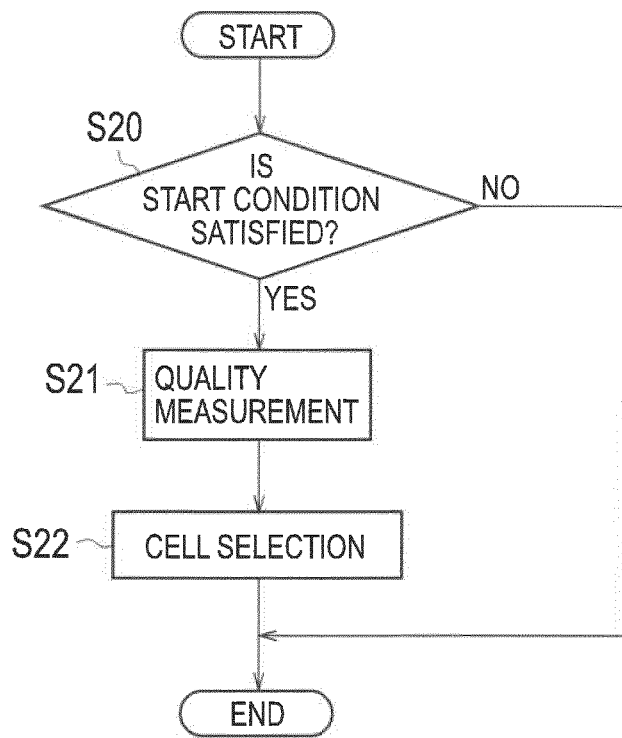 START
S20
IS
START CONDITION
SATISFIED?
NO
YES
S21
QUALITY
MEASUREMENT
S22
CELL SELECTION
END